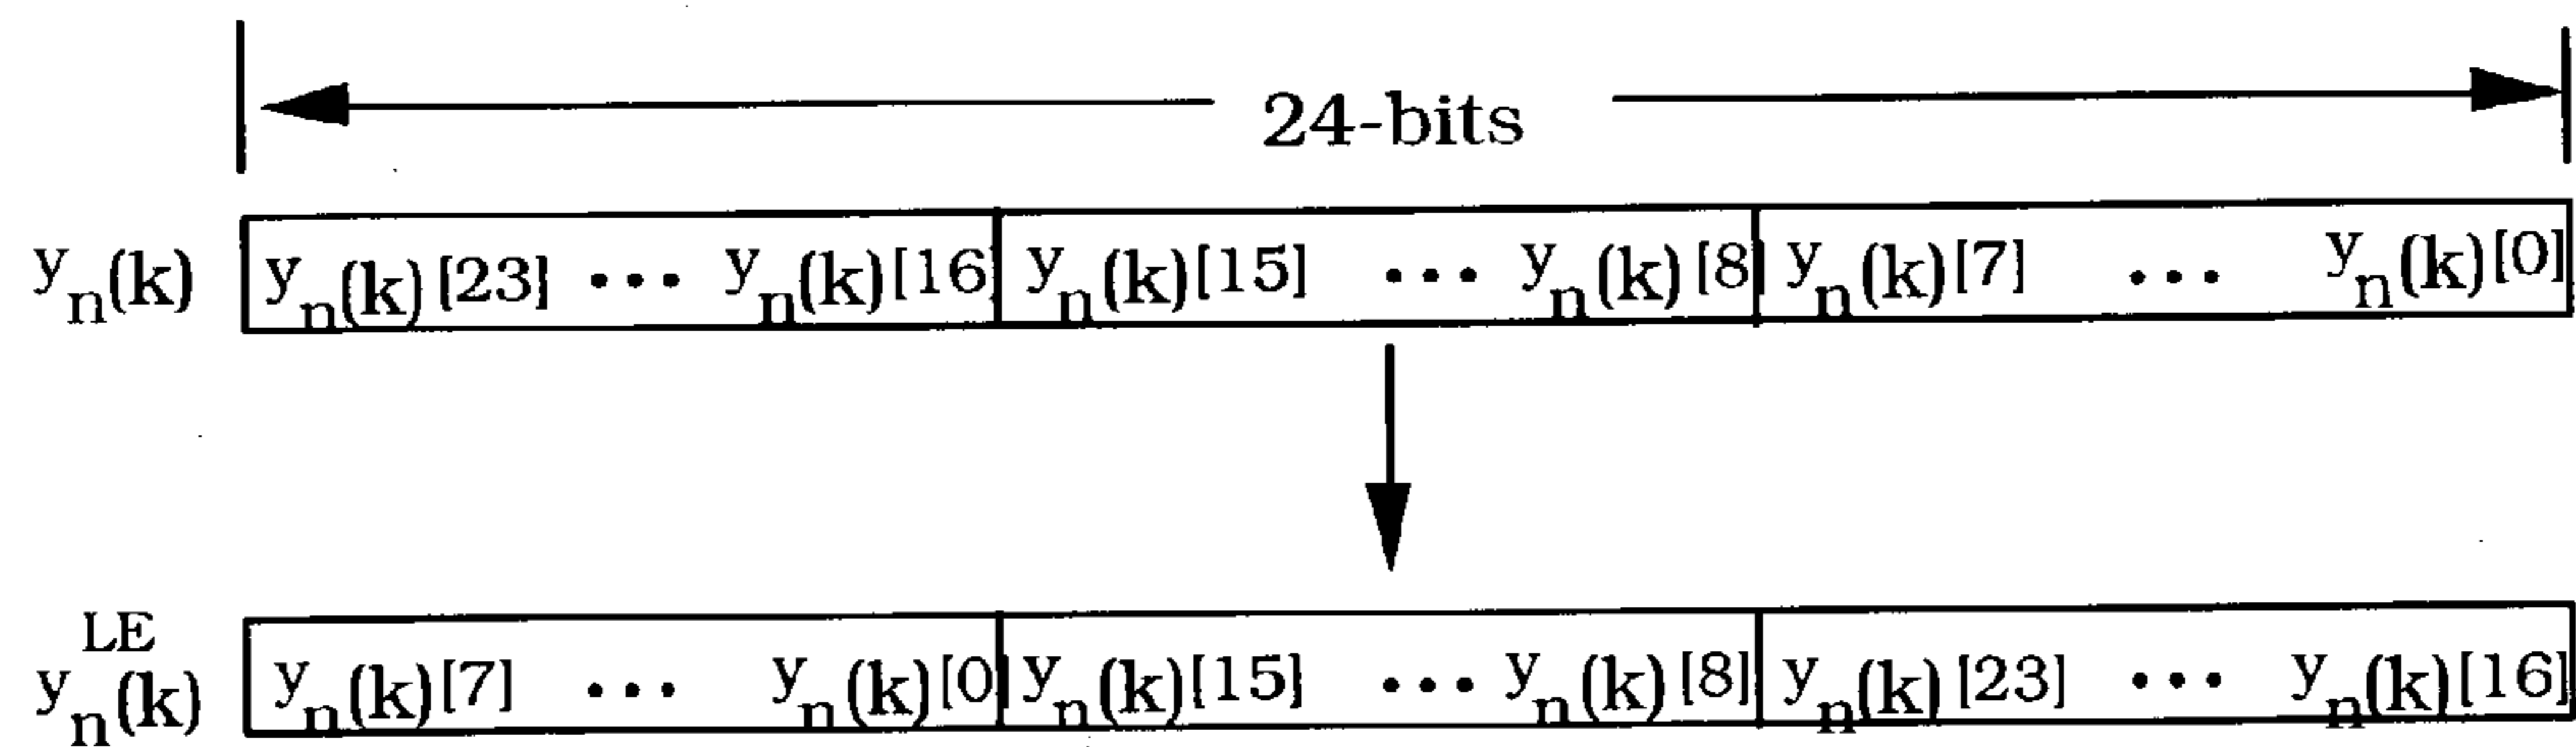 24-bits
yn(k) yn(k)[23] ••• yn(k)[16] yn(k)[15] ••• yn(k)[8] yn(k)[7] ••• yn(k)[0]
LE
yn(k) yn(k)[7] ••• yn(k)[0] yn(k)[15] ••• yn(k)[8] yn(k)[23] ••• yn(k)[16]